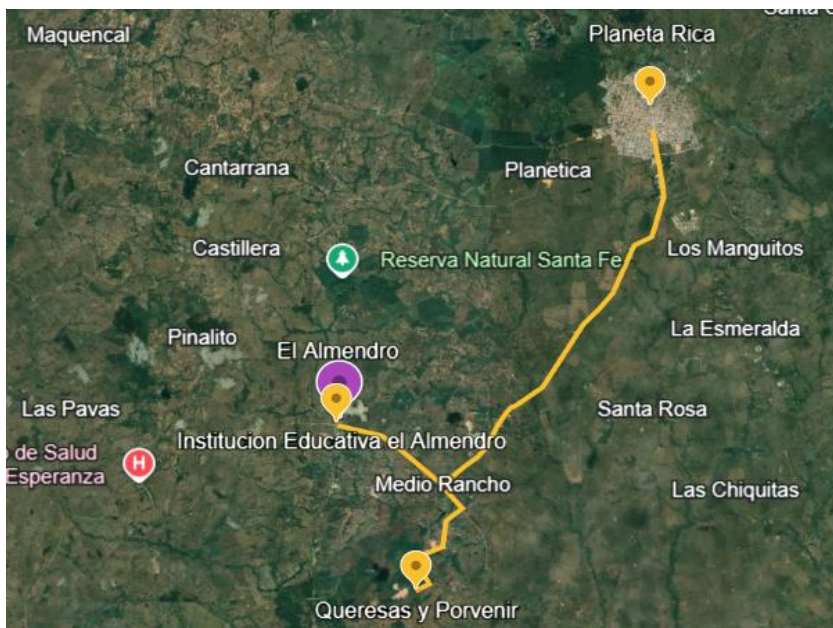 Maquencal
Planeta Rica
Cantarrana
Planetica
Castillera
Reserva Natural Santa Fe
Los Manguitos
Pinalito
La Esmeralda
El Almendro
Las Pavas
Santa Rosa
Institucion Educativa el Almendro
o de Salud
Esperanza
H
Medio Rancho
Las Chiquitas
Queresas y Porvenir